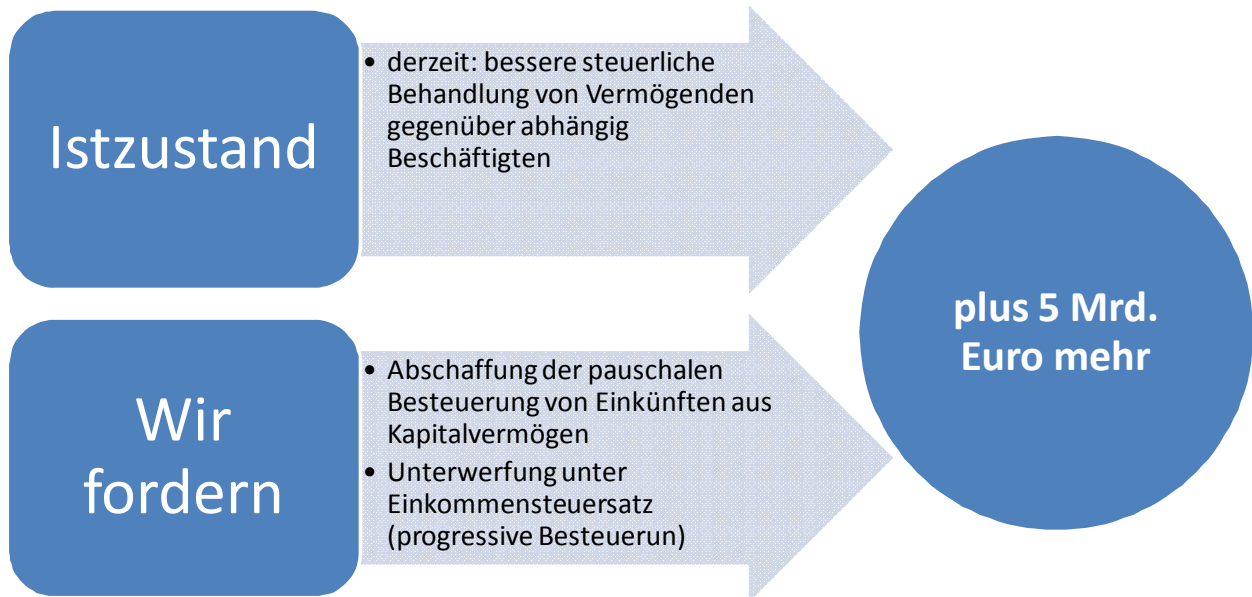 Istzustand
• derzeit: bessere steuerliche
Behandlung von Vermögenden
gegenüber abhängig
Beschäftigten
Wir
fordern
• Abschaffung der pauschalen
Besteuerung von Einkünften aus
Kapitalvermögen
• Unterwerfung unter
Einkommensteuersatz
(progressive Besteuerun)
plus 5 Mrd.
Euro mehr